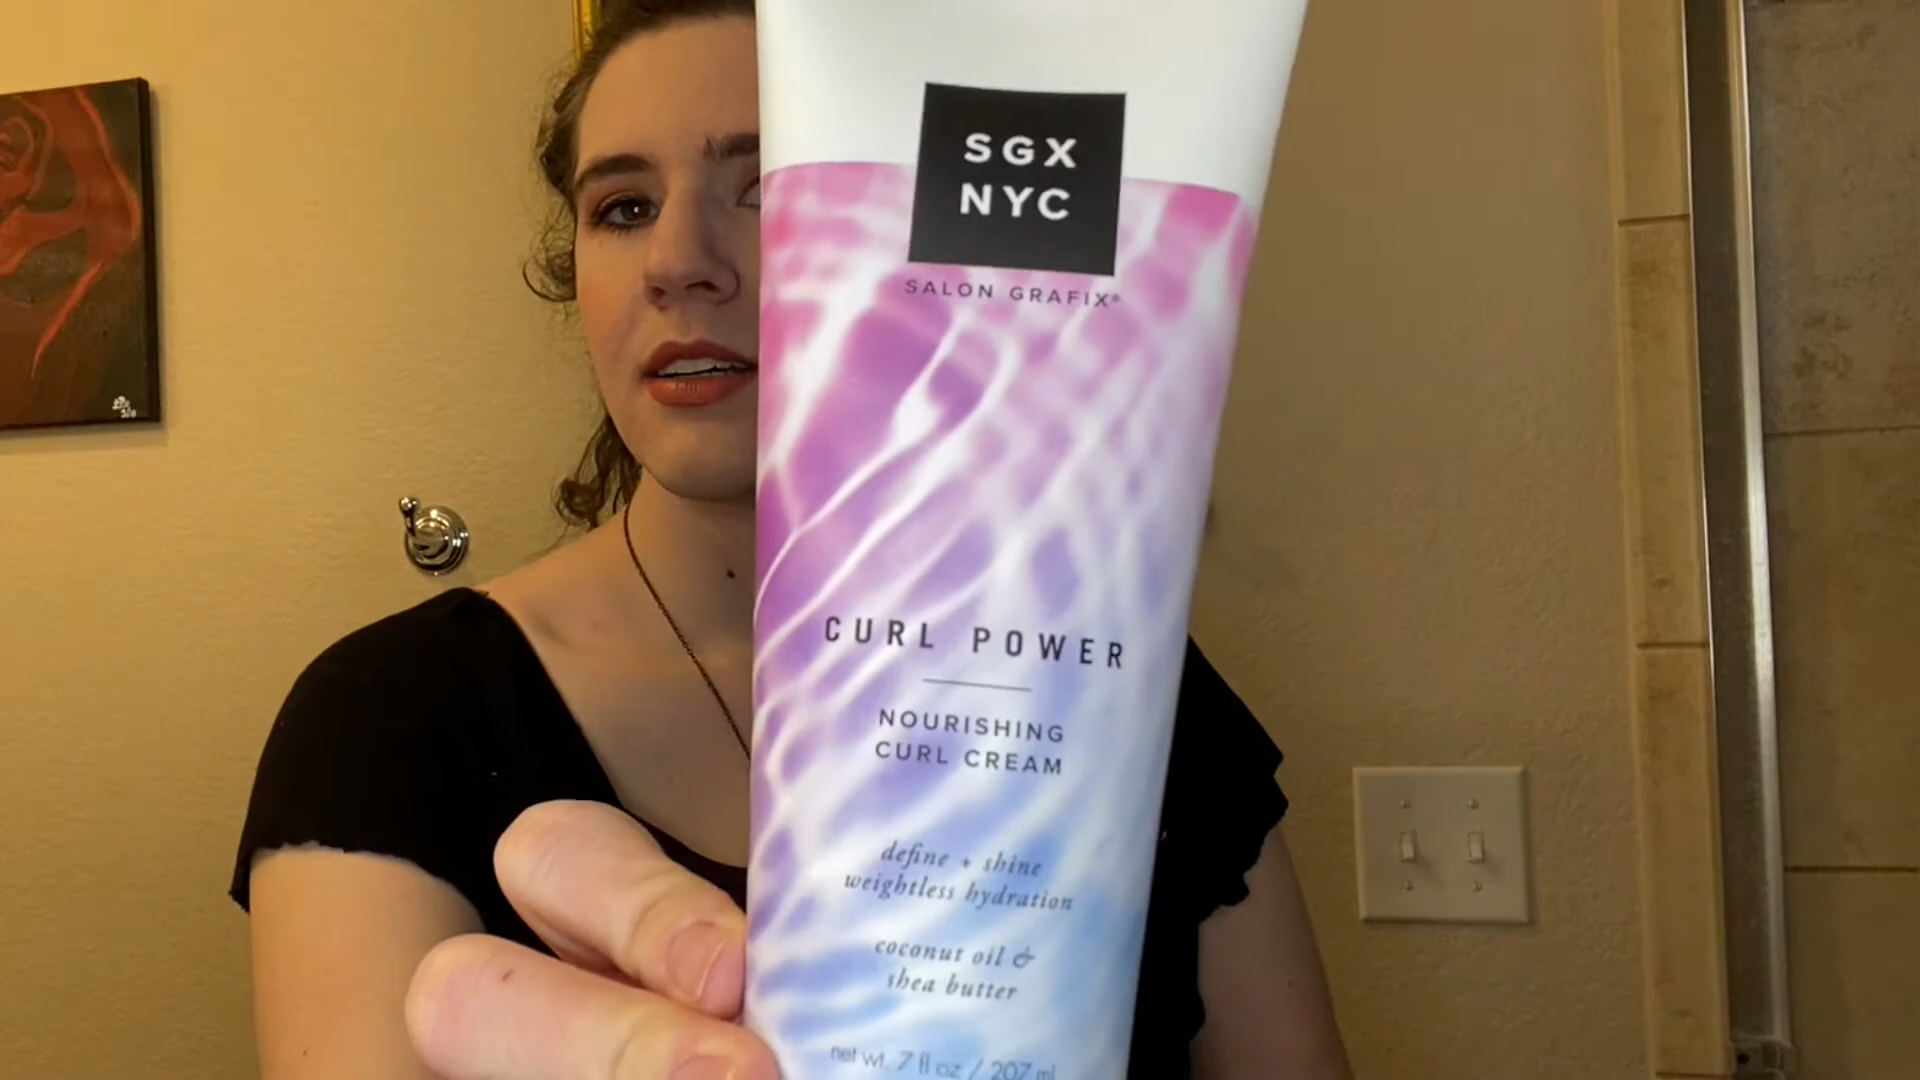 SGX
NYC
SALON GRAFIX®
CURL POWER
NOURISHING
CURL CREAM
define + shine
weightless hydration
coconut oil &
shea butter
net wt. 7 fl oz / 207 ml